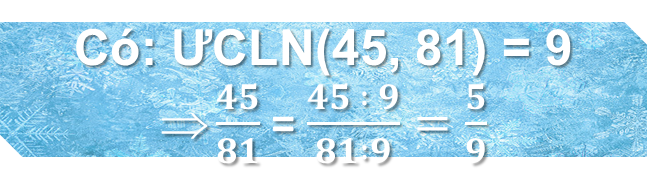 Có: ƯCLN(45, 81) = 9
⇒ 45/81 = 45 : 9/81:9 = 5/9